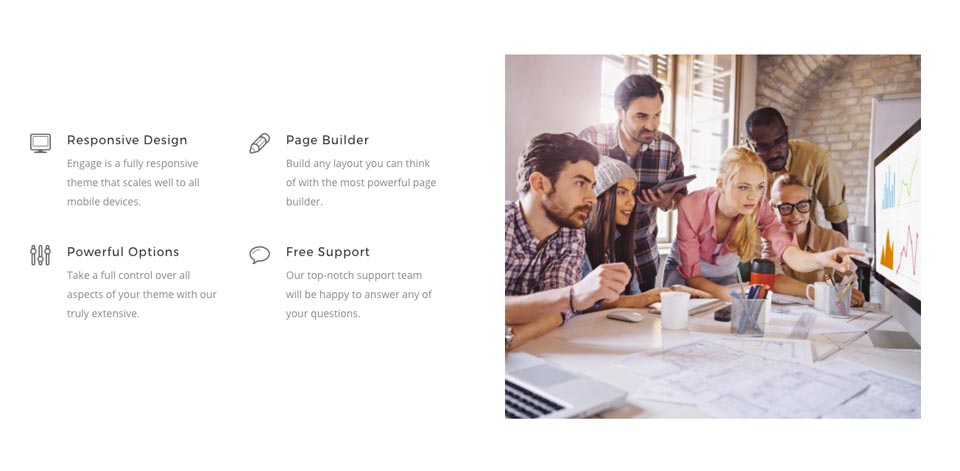 Responsive Design
Engage is a fully responsive
theme that scales well to all
mobile devices.
Page Builder
Build any layout you can think
of with the most powerful page
builder.
Powerful Options
Take a full control over all
aspects of your theme with our
truly extensive.
Free Support
Our top-notch support team
will be happy to answer any of
your questions.